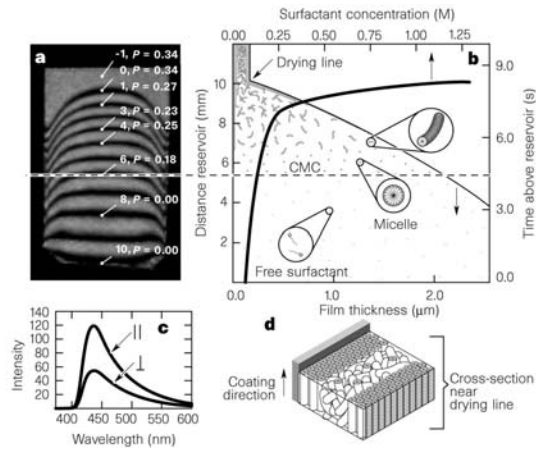 a
-1, P = 0.34
0, P = 0.34
1, P = 0.27
3, P = 0.23
4, P = 0.25
6, P = 0.18
8, P = 0.00
10, P = 0.00
Surfactant concentration (M)
0.0 0.25 0.50 0.75 1.00 1.25
b
Drying line
10
8
6
4
2
Distance reservoir (mm)
9.0
6.0
3.0
0.0
Time above reservoir (s)
CMC
Micelle
Free surfactant
0.0 1.0 2.0
Film thickness (μm)
c
140
120
100
80
60
40
20
Intensity
||
⊥
400 450 500 550 600
Wavelength (nm)
d
Coating
direction
Cross-section
near
drying line